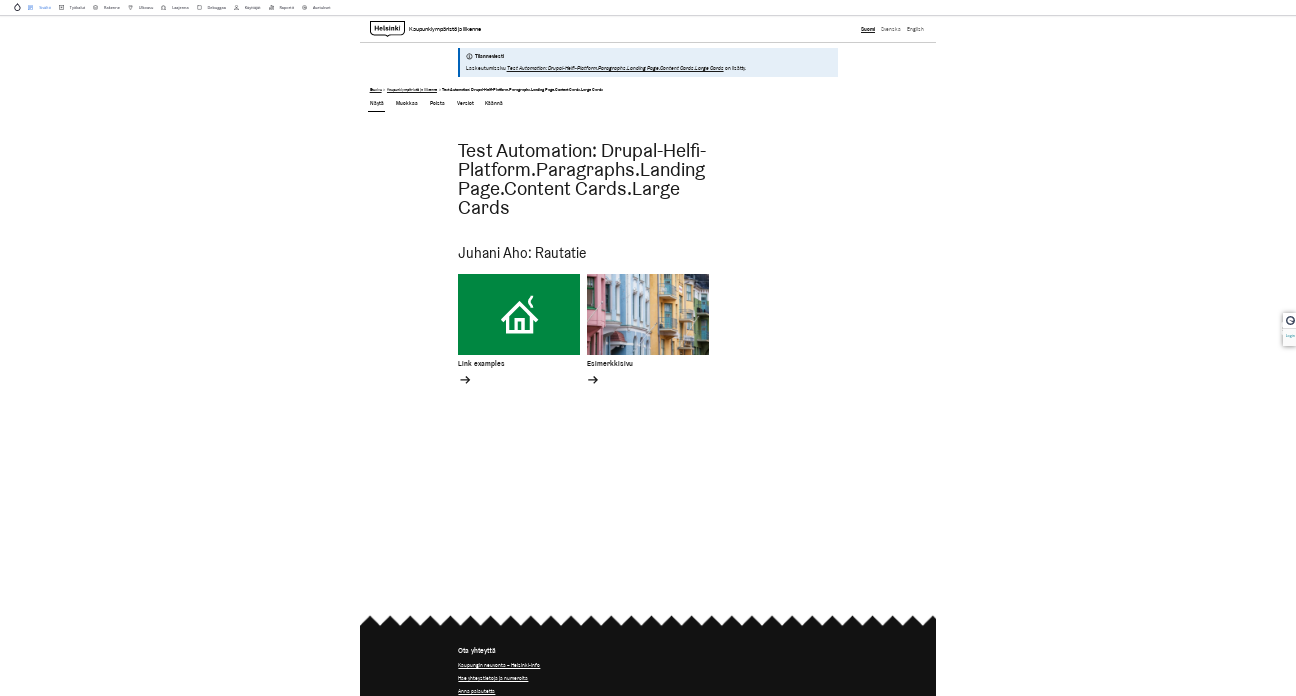 Sisältö Työkalut Rakenne Ulkoasu Laajenna Debuggaa Käyttäjät Raportit Asetukset
Helsinki Kaupunkiympäristö ja liikenne Suomi Svenska English
Tilanneviesti
Laskeutumissivu Test Automation: Drupal-Helfi-Platform.Paragraphs.Landing Page.Content Cards.Large Cards on lisätty.
Etusivu > Kaupunkiympäristö ja liikenne > Test Automation: Drupal-Helfi-Platform.Paragraphs.Landing Page.Content Cards.Large Cards
Näytä Muokkaa Poista Versiot Käännä
Test Automation: Drupal-Helfi-
Platform.Paragraphs.Landing
Page.Content Cards.Large
Cards
Juhani Aho: Rautatie
Link examples Esimerkkisivu
Login
Ota yhteyttä
Kaupungin neuvonta – Helsinki-info
Hae yhteystietoja ja numeroita
Anna palautetta